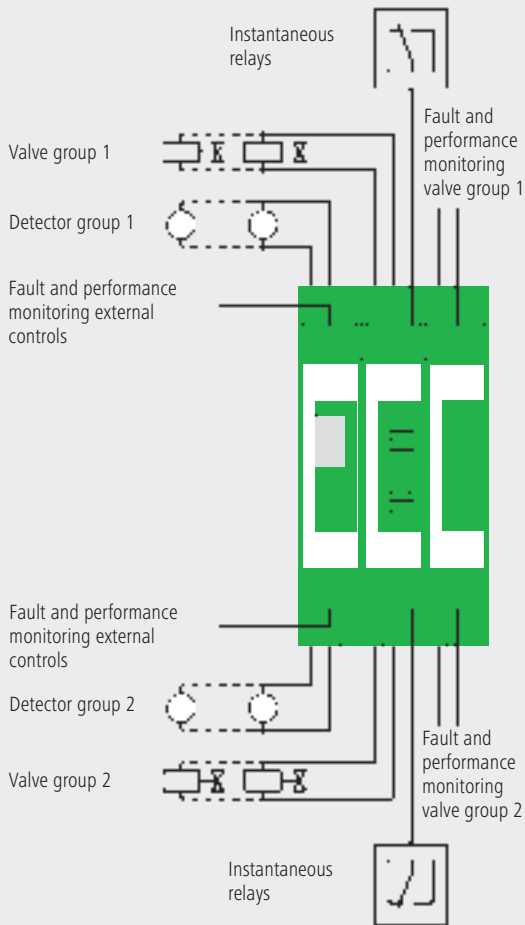 Instantaneous
relays
Fault and
performance
monitoring
valve group 1
Valve group 1
Detector group 1
Fault and performance
monitoring external
controls
Fault and performance
monitoring external
controls
Detector group 2
Fault and
performance
monitoring
valve group 2
Valve group 2
Instantaneous
relays